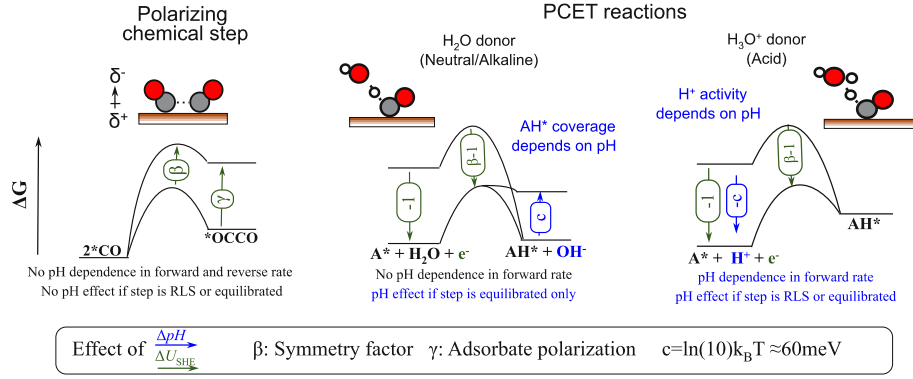 Polarizing
chemical step
δ-
δ+
ΔG
β
γ
2*CO
*OCCO
No pH dependence in forward and reverse rate
No pH effect if step is RLS or equilibrated
PCET reactions
H₂O donor
(Neutral/Alkaline)
AH* coverage
depends on pH
β-1
-1
c
A* + H₂O + e⁻
AH* + OH⁻
No pH dependence in forward rate
pH effect if step is equilibrated only
H₃O⁺ donor
(Acid)
H⁺ activity
depends on pH
β-1
-1
-c
AH*
A* + H⁺ + e⁻
pH dependence in forward rate
pH effect if step is RLS or equilibrated
Effect of ΔpH
ΔU_SHE
β: Symmetry factor γ: Adsorbate polarization c=ln(10)k_BT ≈60meV